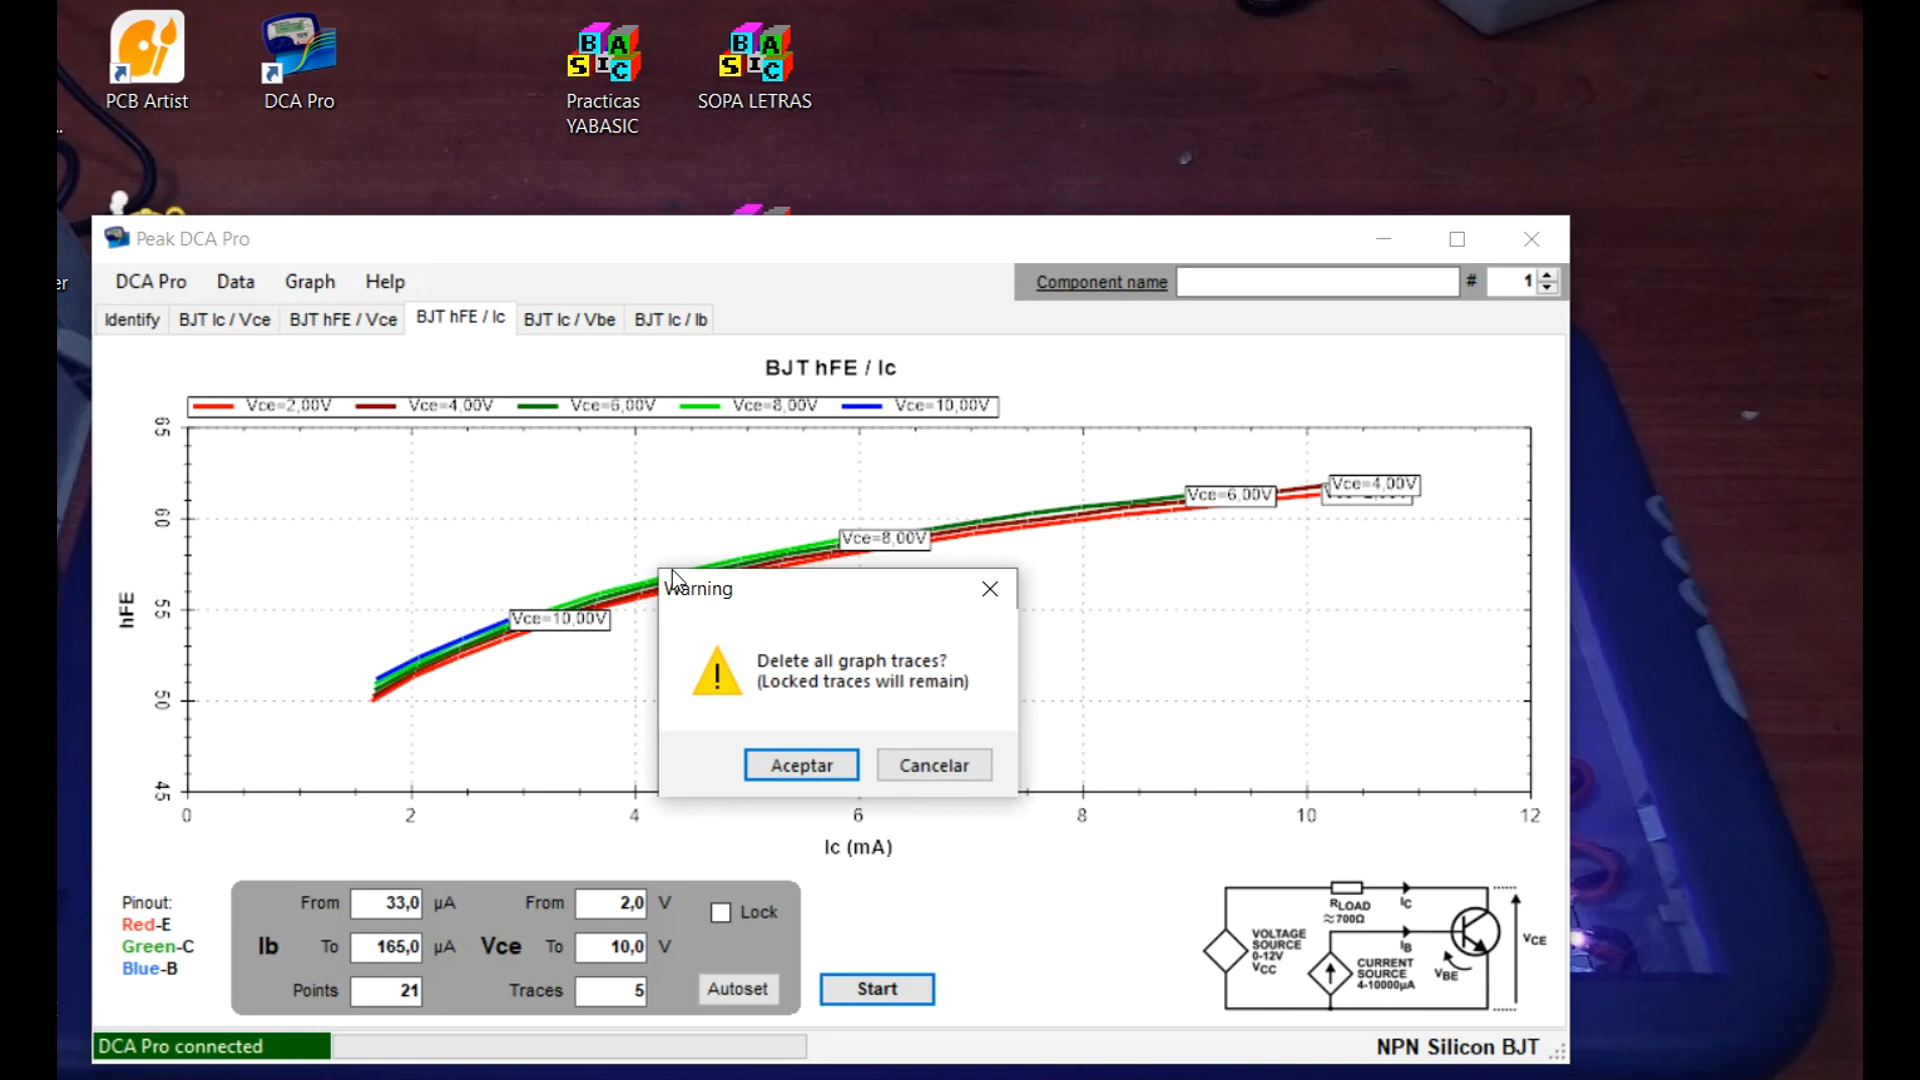 PCB Artist
DCA Pro
Practicas
YABASIC
SOPA LETRAS
er
Peak DCA Pro
DCA Pro Data Graph Help
Component name # 1
Identify BJT Ic / Vce BJT hFE / Vce BJT hFE / Ic BJT Ic / Vbe BJT Ic / Ib
BJT hFE / Ic
Vce=2,00V Vce=4,00V Vce=6,00V Vce=8,00V Vce=10,00V
65
60
55
50
45
hFE
Vce=4,00V
Vce=6,00V
Vce=8,00V
Vce=10,00V
Warning
Delete all graph traces?
(Locked traces will remain)
Aceptar Cancelar
0 2 4 6 8 10 12
Ic (mA)
Pinout:
Red-E
Green-C
Blue-B
From 33,0 µA From 2,0 V Lock
Ib To 165,0 µA Vce To 10,0 V
Points 21 Traces 5 Autoset
Start
RLOAD
≈700Ω
IC
VOLTAGE
SOURCE
0-12V
VCC
IB
CURRENT
SOURCE
4-10000µA
VBE
VCE
DCA Pro connected
NPN Silicon BJT